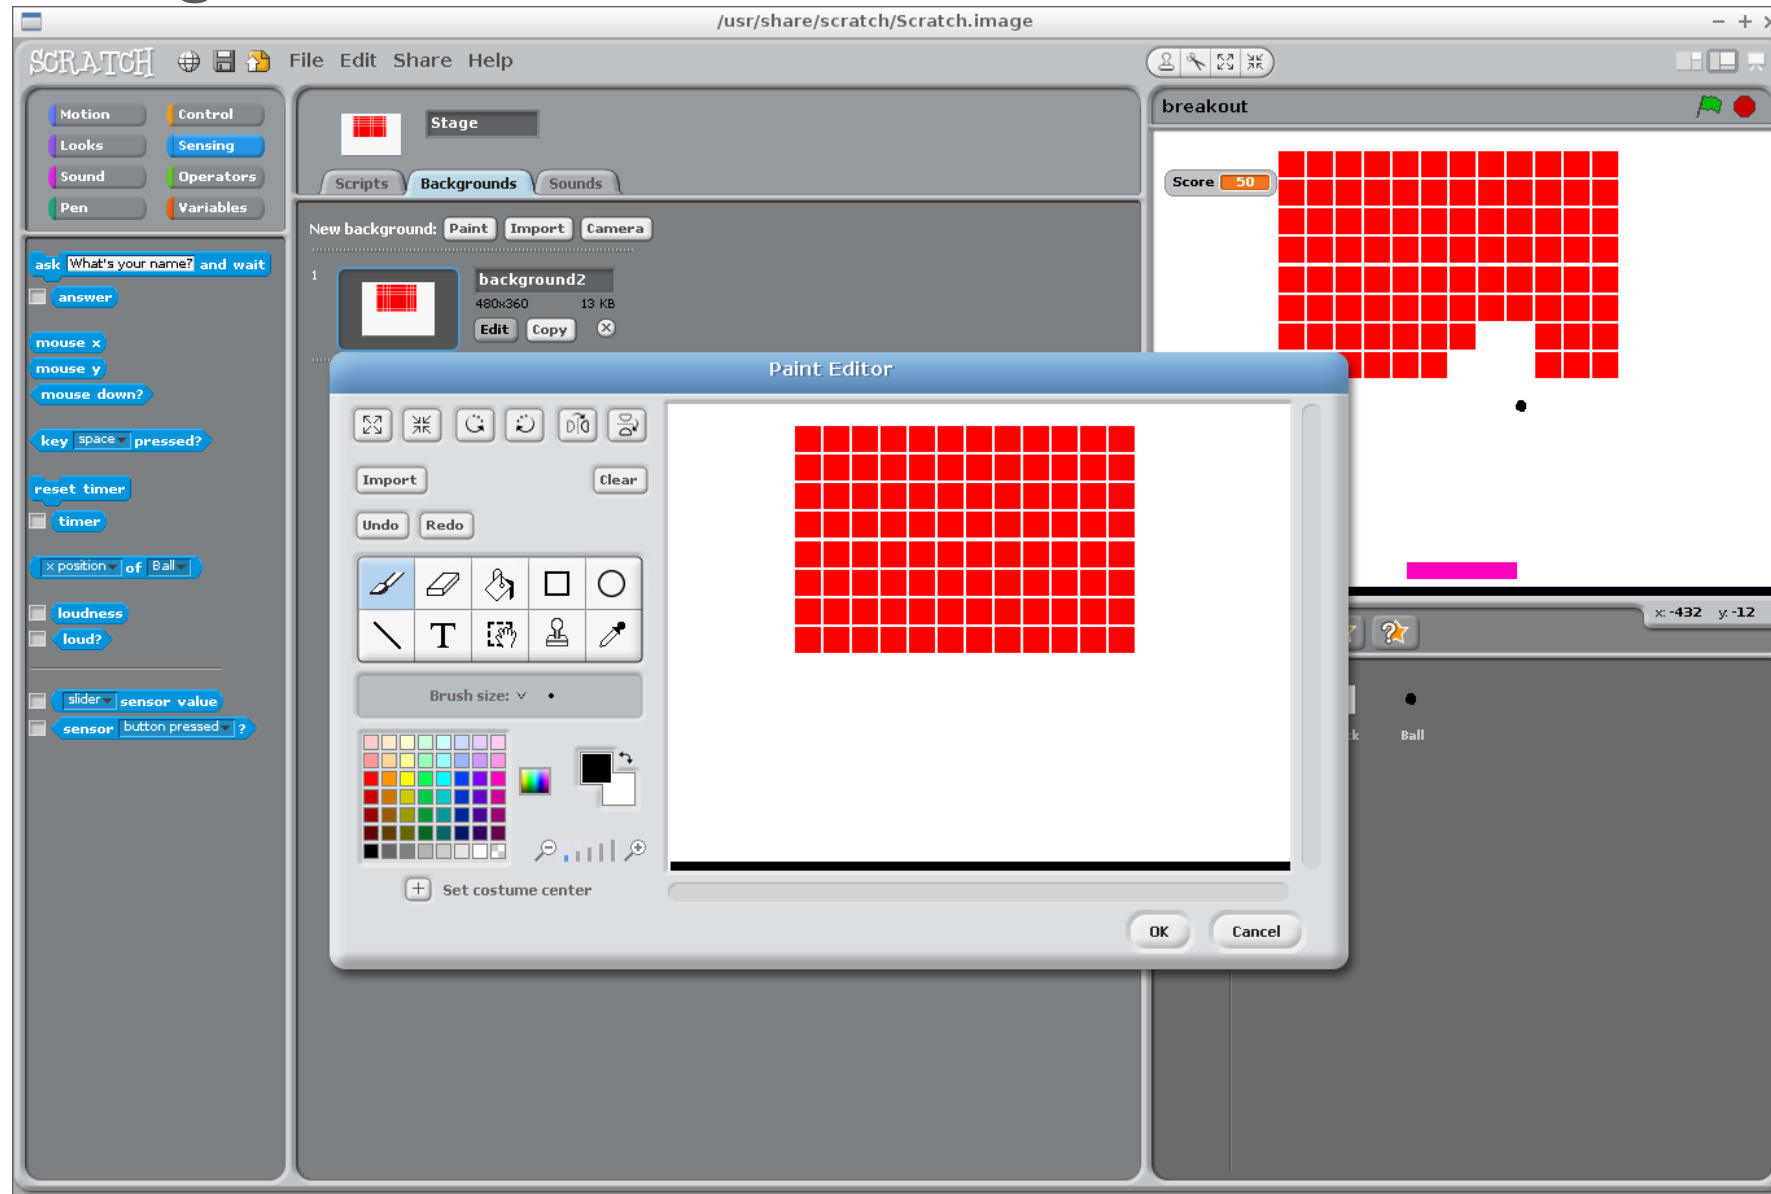 /usr/share/scratch/Scratch.image
SCRATCH File Edit Share Help
Motion Control
Looks Sensing
Sound Operators
Pen Variables
ask What's your name? and wait
answer
mouse x
mouse y
mouse down?
key space pressed?
reset timer
timer
x position of Ball
loudness
loud?
slider sensor value
sensor button pressed ?
Stage
Scripts Backgrounds Sounds
New background: Paint Import Camera
1
background2
480x360 13 KB
Edit Copy
Paint Editor
Import Clear
Undo Redo
T
Brush size:
Set costume center
OK Cancel
breakout
Score 50
x: -432 y: -12
Ball